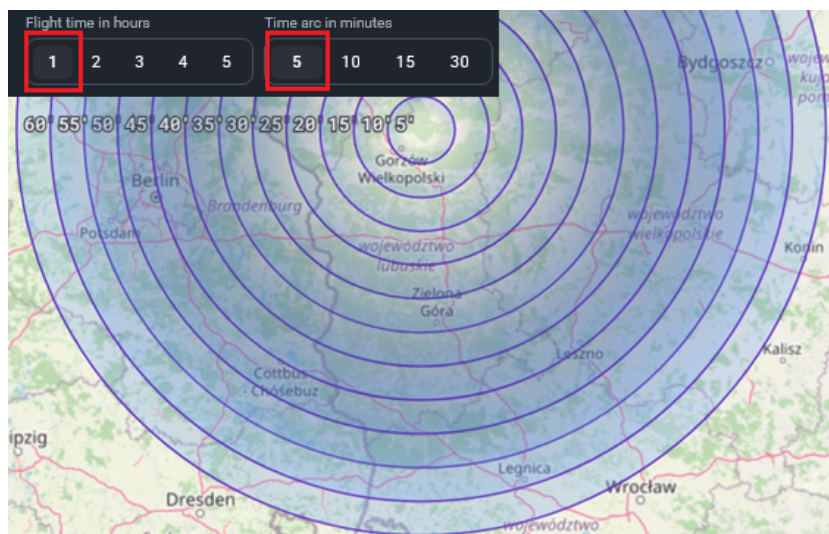 Flight time in hours
Time arc in minutes
1 2 3 4 5
5 10 15 30
Bydgoszcz
60' 55' 50' 45' 40' 35' 30' 25' 20' 15' 10' 5'
Gorzów
Wielkopolski
Berlin
Brandenburg
Potsdam
województwo
lubuskie
województwo
wielkopolskie
Konin
Zielona
Góra
Leszno
Kalisz
Cottbus
- Chóśebuz
ipzig
Legnica
Wrocław
Dresden
województwo